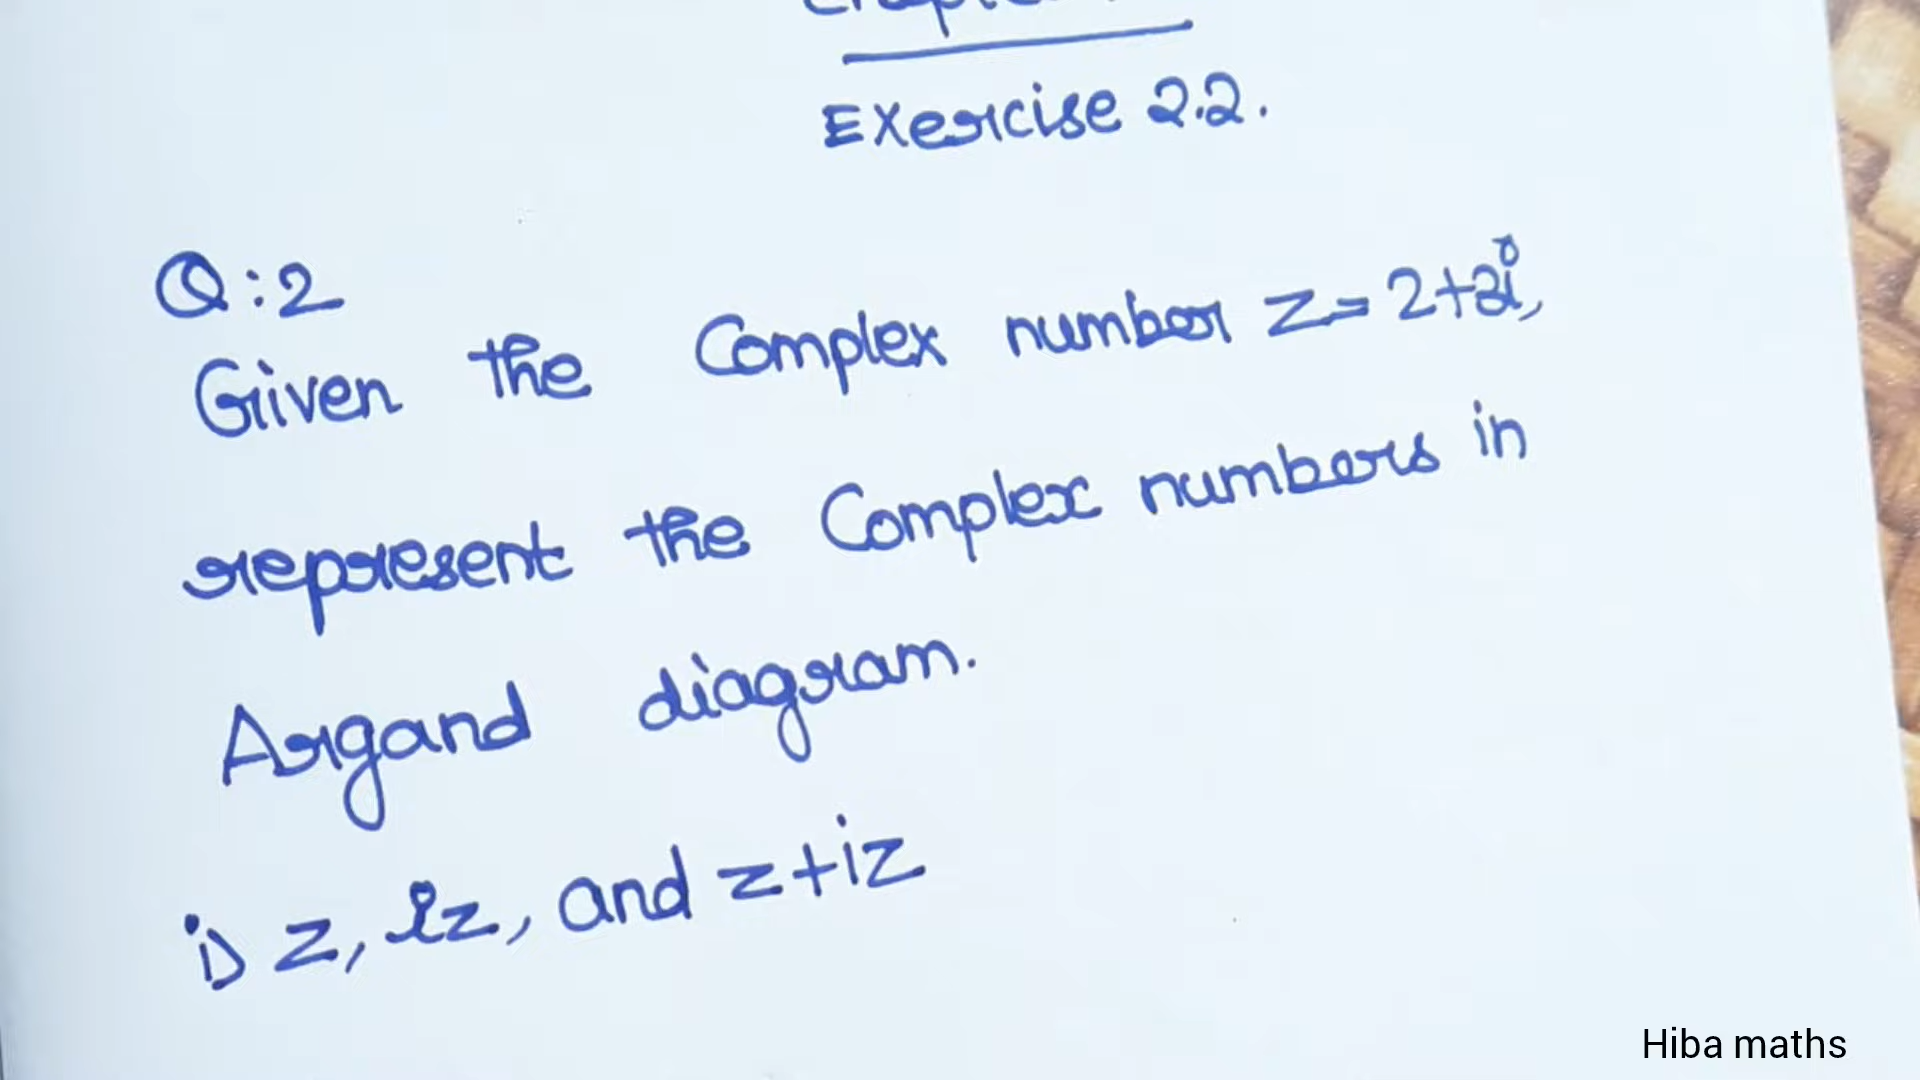 Exercise 2.2.
Q:2
Given the Complex number z=2+3i,
represent the Complex numbers in
Argand diagram.
i) z, iz, and z+iz
Hiba maths